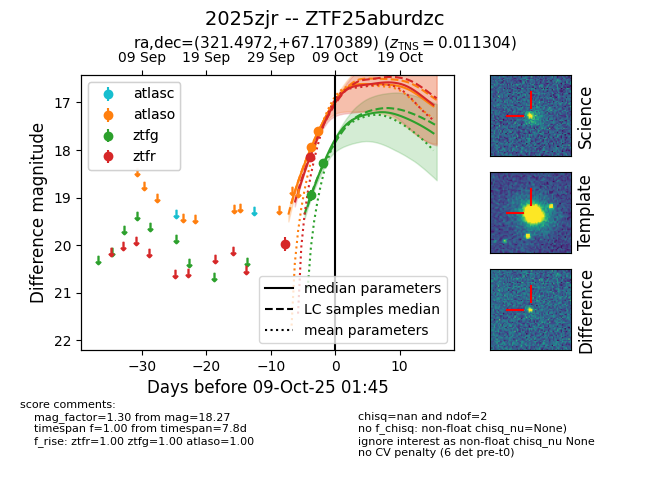 2025zjr -- ZTF25aburdzc
ra,dec=(321.4972,+67.170389) (z_TNS = 0.011304)
09 Sep 19 Sep 29 Sep 09 Oct 19 Oct
atlasc
atlaso
ztfg
ztfr
17
18
19
20
21
22
Difference magnitude
median parameters
LC samples median
mean parameters
−30 −20 −10 0 10
Days before 09-Oct-25 01:45
Science
Template
Difference
score comments:
mag_factor=1.30 from mag=18.27
timespan f=1.00 from timespan=7.8d
f_rise: ztfr=1.00 ztfg=1.00 atlaso=1.00
chisq=nan and ndof=2
no f_chisq: non-float chisq_nu=None)
ignore interest as non-float chisq_nu None
no CV penalty (6 det pre-t0)